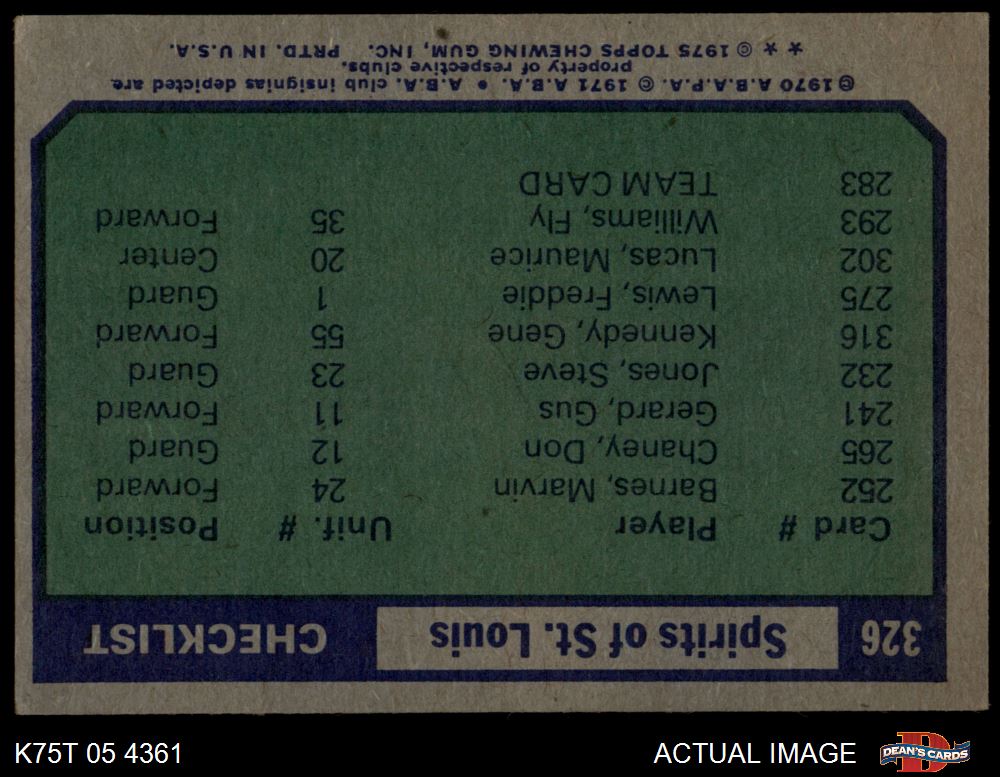 326 Spirits of St. Louis CHECKLIST
Card # Player Unif. # Position
252 Barnes, Marvin 24 Forward
265 Chaney, Don 12 Guard
241 Gerard, Gus 11 Forward
232 Jones, Steve 23 Guard
316 Kennedy, Gene 55 Forward
275 Lewis, Freddie 1 Guard
302 Lucas, Maurice 20 Center
293 Williams, Fly 35 Forward
283 TEAM CARD
© 1970 A.B.A.P.A. © 1971 A.B.A. • A.B.A. club insignias depicted are
property of respective clubs.
★ ★ © 1975 TOPPS CHEWING GUM, INC. PRTD. IN U.S.A.
K75T 05 4361 ACTUAL IMAGE DEAN'S CARDS